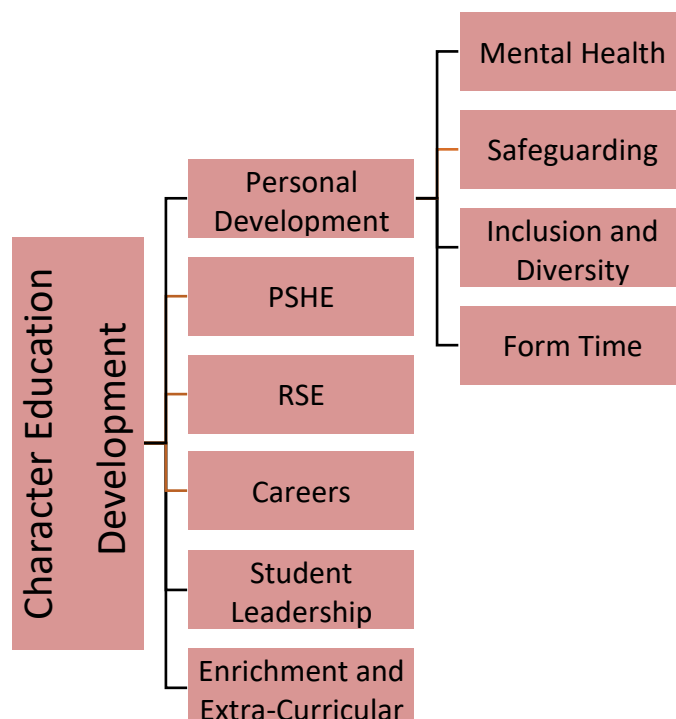 Character Education
Development
Personal
Development
PSHE
RSE
Careers
Student
Leadership
Enrichment and
Extra-Curricular
Mental Health
Safeguarding
Inclusion and
Diversity
Form Time